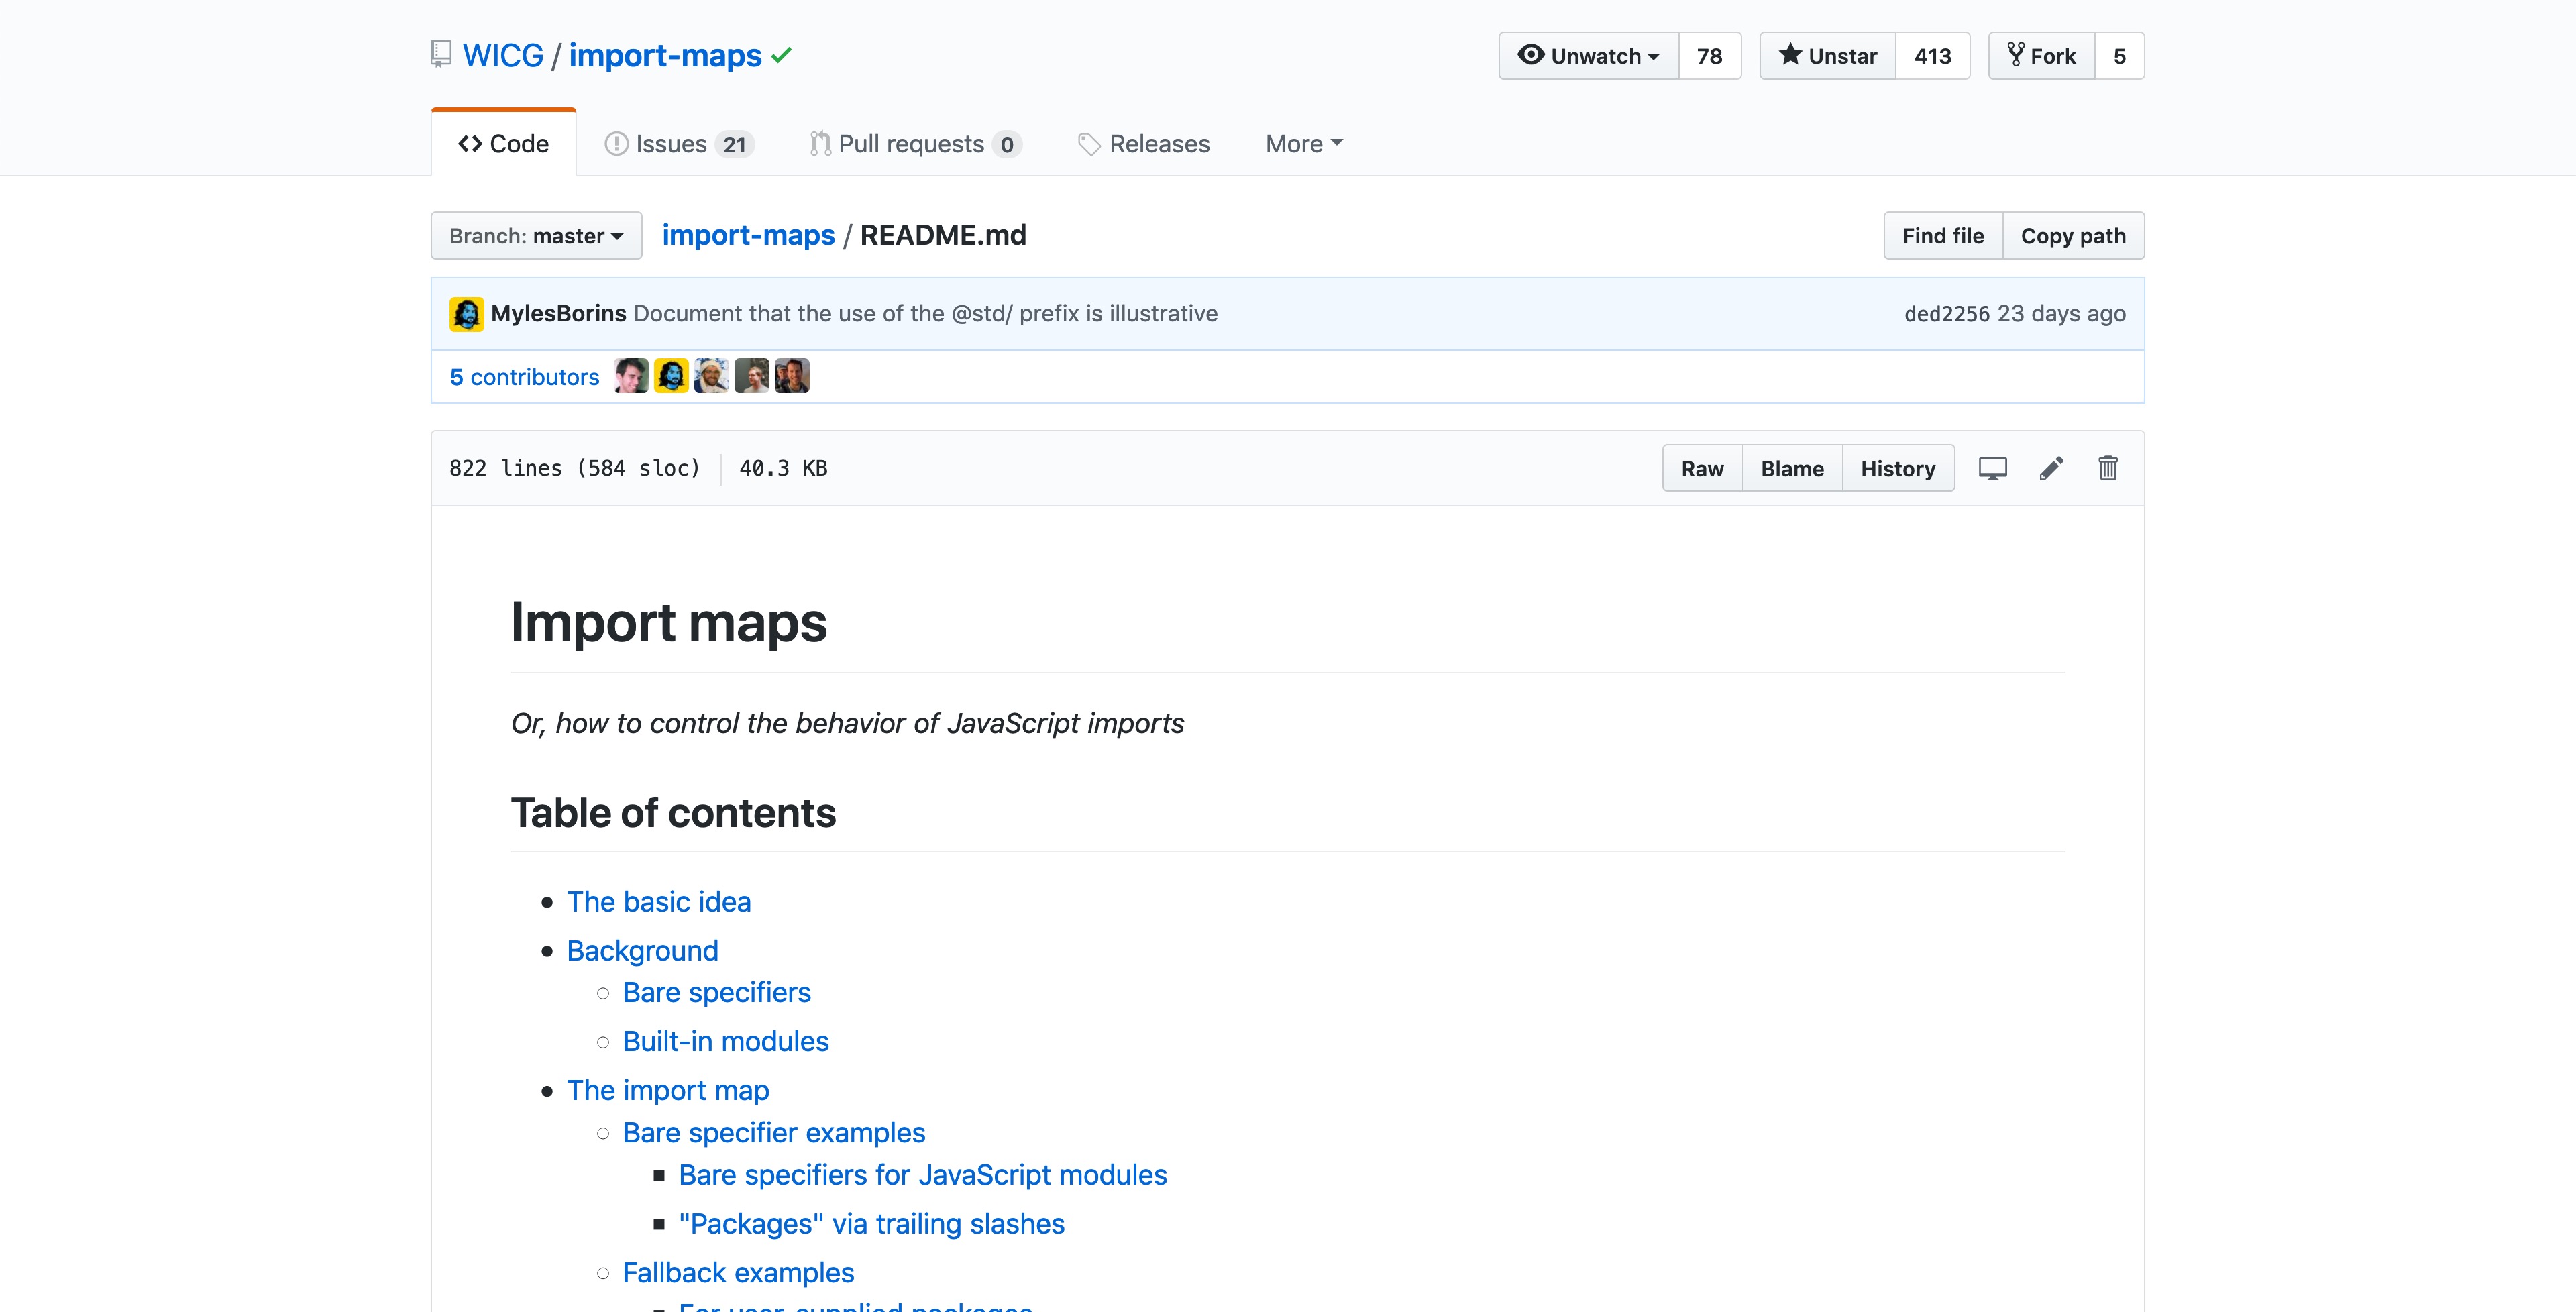 WICG / import-maps Unwatch 78 Unstar 413 Fork 5
Code Issues 21 Pull requests 0 Releases More
Branch: master import-maps / README.md Find file Copy path
MylesBorins Document that the use of the @std/ prefix is illustrative ded2256 23 days ago
5 contributors
822 lines (584 sloc) 40.3 KB Raw Blame History
Import maps
Or, how to control the behavior of JavaScript imports
Table of contents
The basic idea
Background
Bare specifiers
Built-in modules
The import map
Bare specifier examples
Bare specifiers for JavaScript modules
"Packages" via trailing slashes
Fallback examples
For user-supplied packages